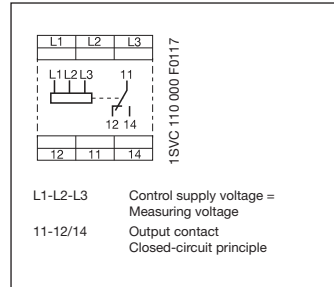 L1 L2 L3
L1 L2 L3 11
12 14
12 11 14
1SVC 110 000 F0117
L1-L2-L3 Control supply voltage =
Measuring voltage
11-12/14 Output contact
Closed-circuit principle